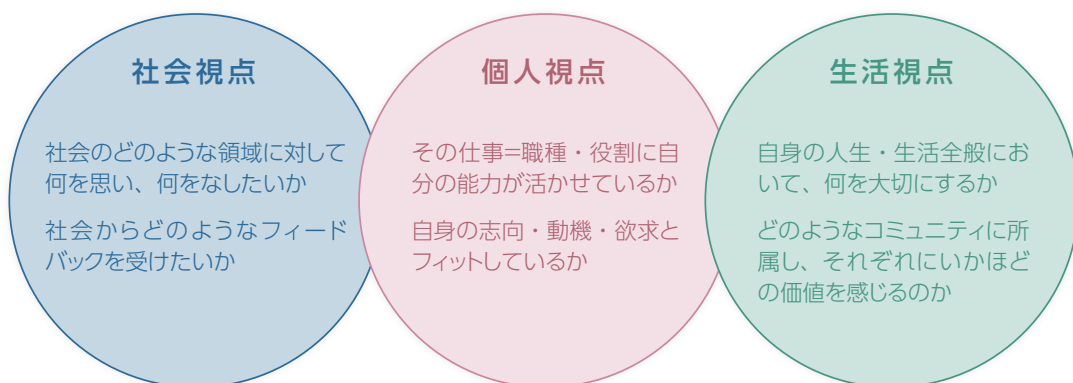 社会視点
社会のどのような領域に対して
何を思い、何をなしたいか
社会からどのようなフィード
バックを受けたいか
個人視点
その仕事=職種・役割に自
分の能力が活かせているか
自身の志向・動機・欲求と
フィットしているか
生活視点
自身の人生・生活全般にお
いて、何を大切にするか
どのようなコミュニティに所
属し、それぞれにいかほど
の価値を感じるのか